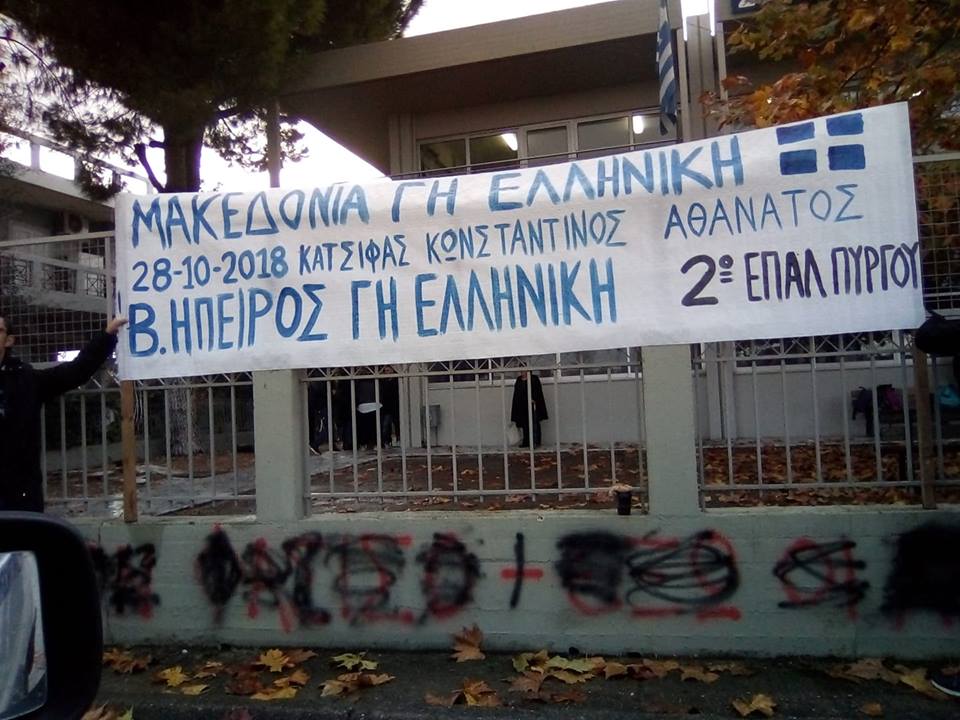 ΜΑΚΕΔΟΝΙΑ ΓΗ ΕΛΛΗΝΙΚΗ
28-10-2018 ΚΑΤΣΙΦΑΣ ΚΩΝΣΤΑΝΤΙΝΟΣ ΑΘΑΝΑΤΟΣ
Β.ΗΠΕΙΡΟΣ ΓΗ ΕΛΛΗΝΙΚΗ
2ο ΕΠΑΛ ΠΥΡΓΟΥ